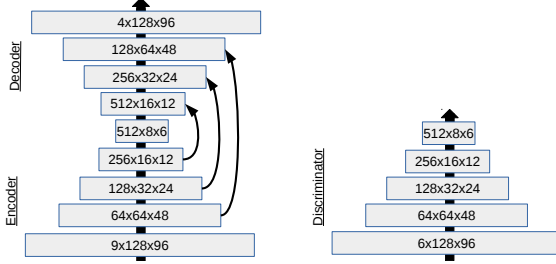 Decoder
4x128x96
128x64x48
256x32x24
512x16x12
512x8x6
Encoder
256x16x12
128x32x24
64x64x48
9x128x96
Discriminator
512x8x6
256x16x12
128x32x24
64x64x48
6x128x96